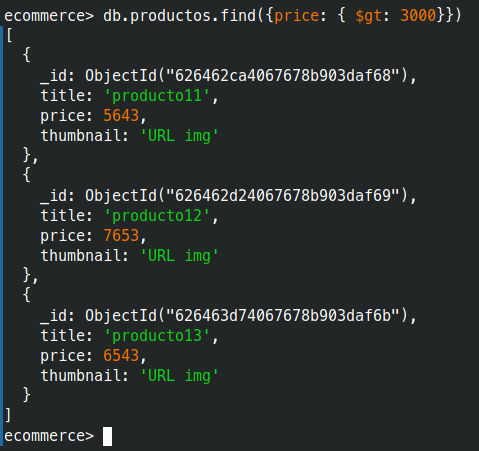 ecommerce> db.productos.find({price: { $gt: 3000}})
[
  {
    _id: ObjectId("626462ca4067678b903daf68"),
    title: 'producto11',
    price: 5643,
    thumbnail: 'URL img'
  },
  {
    _id: ObjectId("626462d24067678b903daf69"),
    title: 'producto12',
    price: 7653,
    thumbnail: 'URL img'
  },
  {
    _id: ObjectId("626463d74067678b903daf6b"),
    title: 'producto13',
    price: 6543,
    thumbnail: 'URL img'
  }
]
ecommerce>